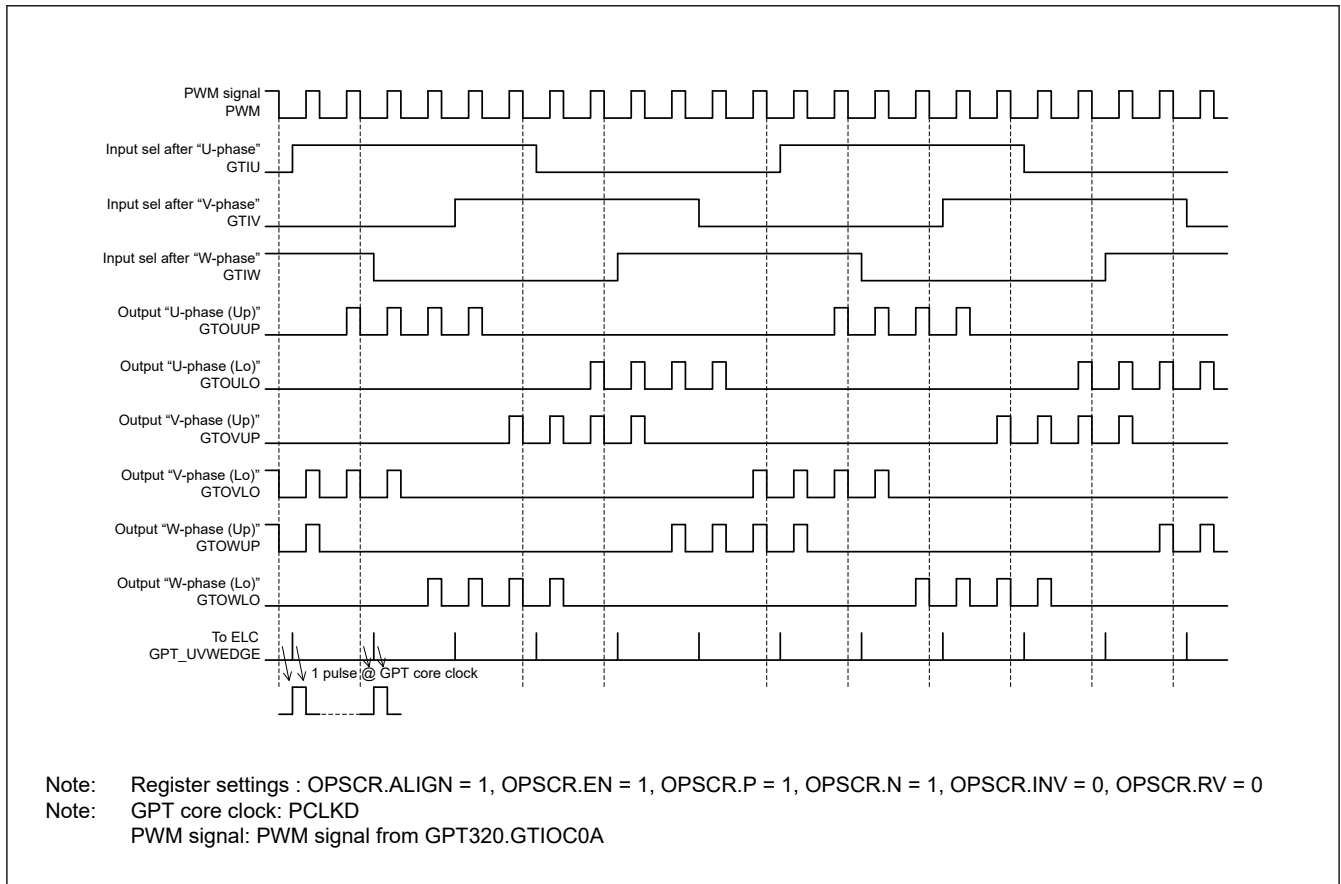 PWM signal
PWM
Input sel after “U-phase”
GTIU
Input sel after “V-phase”
GTIV
Input sel after “W-phase”
GTIW
Output “U-phase (Up)”
GTOUUP
Output “U-phase (Lo)”
GTOULO
Output “V-phase (Up)”
GTOVUP
Output “V-phase (Lo)”
GTOVLO
Output “W-phase (Up)”
GTOWUP
Output “W-phase (Lo)”
GTOWLO
To ELC
GPT_UVWEDGE
1 pulse @ GPT core clock
Note: Register settings : OPSCR.ALIGN = 1, OPSCR.EN = 1, OPSCR.P = 1, OPSCR.N = 1, OPSCR.INV = 0, OPSCR.RV = 0
Note: GPT core clock: PCLKD
PWM signal: PWM signal from GPT320.GTIOC0A